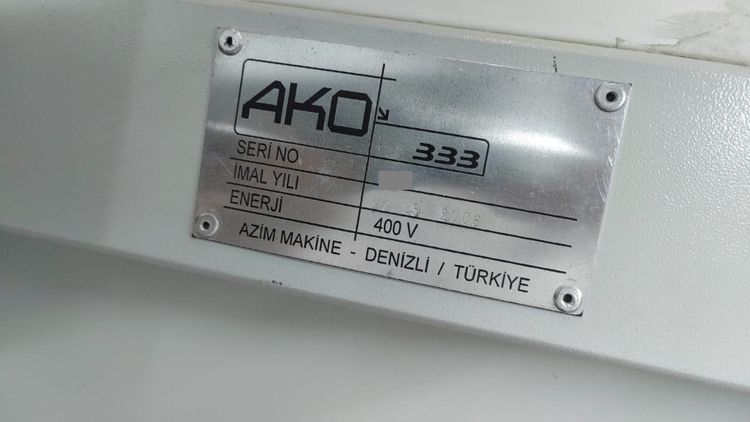 AKO
333
SERİ NO
İMAL YILI
ENERJİ
400 V
AZİM MAKİNE - DENİZLİ / TÜRKİYE